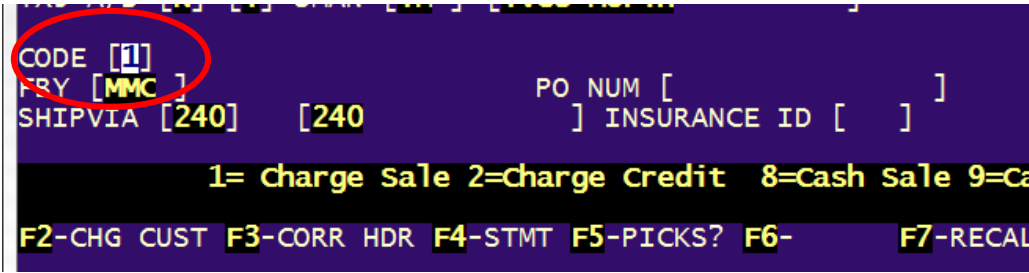 CODE [1]
FBY [MMC ] PO NUM [ ]
SHIPVIA [240] [240 ] INSURANCE ID [ ]
1= Charge Sale 2=Charge Credit 8=Cash Sale 9=Ca
F2-CHG CUST F3-CORR HDR F4-STMT F5-PICKS? F6- F7-RECAL